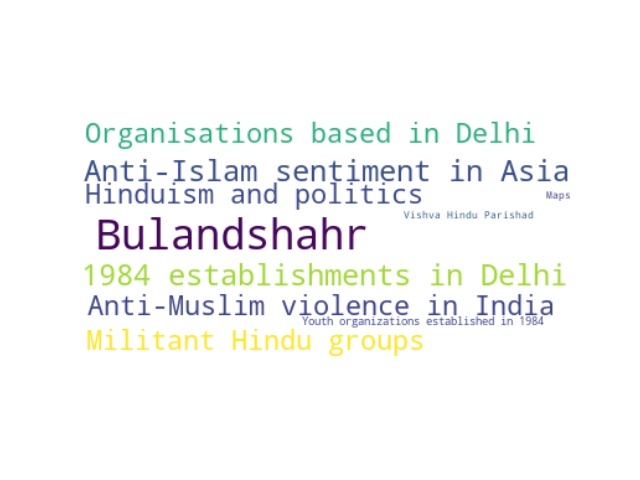 Organisations based in Delhi
Anti-Islam sentiment in Asia
Hinduism and politics
Maps
Vishva Hindu Parishad
Bulandshahr
1984 establishments in Delhi
Anti-Muslim violence in India
Youth organizations established in 1984
Militant Hindu groups